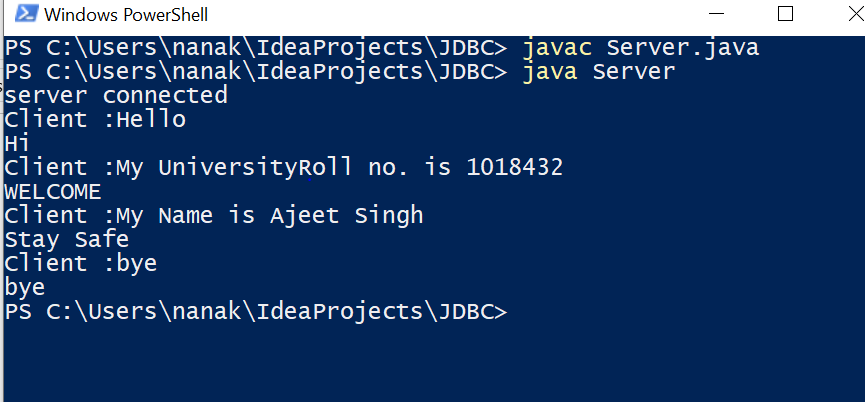 Windows PowerShell
PS C:\Users\nanak\IdeaProjects\JDBC> javac Server.java
PS C:\Users\nanak\IdeaProjects\JDBC> java Server
server connected
Client :Hello
Hi
Client :My UniversityRoll no. is 1018432
WELCOME
Client :My Name is Ajeet Singh
Stay Safe
Client :bye
bye
PS C:\Users\nanak\IdeaProjects\JDBC>